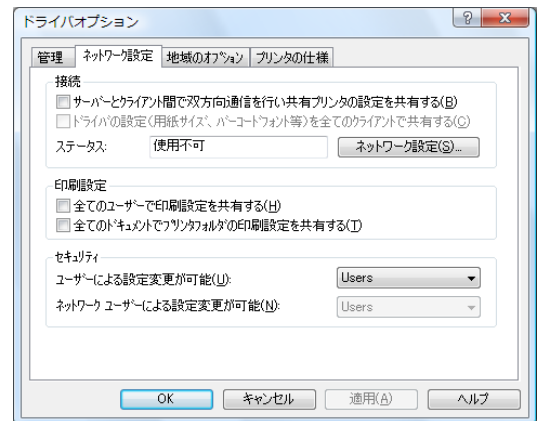 ドライバオプション
管理 ネットワーク設定 地域のオプション プリンタの仕様
接続
サーバーとクライアント間で双方向通信を行い共有プリンタの設定を共有する(B)
ドライバの設定(用紙サイズ、バーコードフォント等)を全てのクライアントで共有する(C)
ステータス: 使用不可 ネットワーク設定(S)...
印刷設定
全てのユーザーで印刷設定を共有する(H)
全てのドキュメントでプリンタフォルダの印刷設定を共有する(T)
セキュリティ
ユーザーによる設定変更が可能(U): Users
ネットワーク ユーザーによる設定変更が可能(N): Users
OK キャンセル 適用(A) ヘルプ